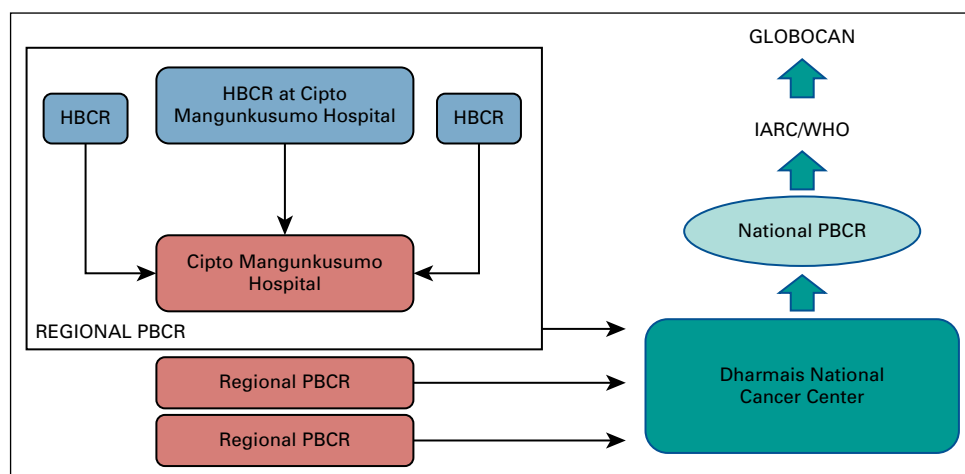 HBCR
HBCR at Cipto
Mangunkusumo Hospital
HBCR
Cipto Mangunkusumo
Hospital
REGIONAL PBCR
Regional PBCR
Regional PBCR
GLOBOCAN
IARC/WHO
National PBCR
Dharmais National
Cancer Center